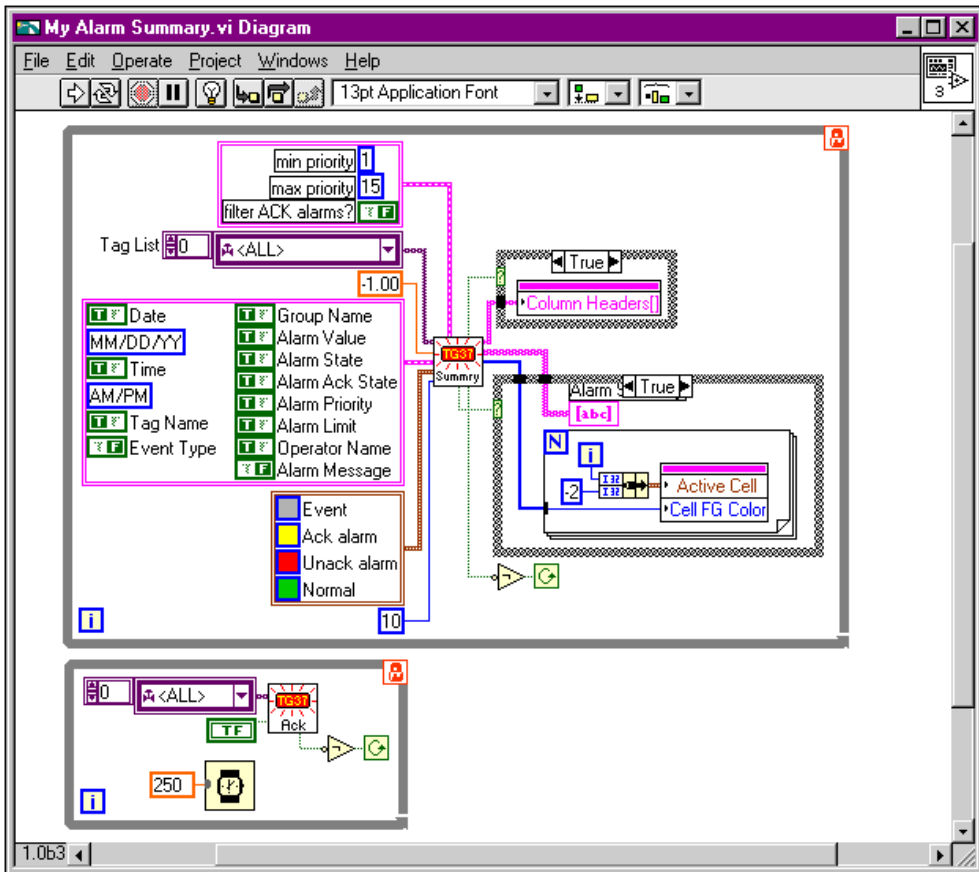 My Alarm Summary.vi Diagram
File Edit Operate Project Windows Help
13pt Application Font
3
min priority 1
max priority 15
filter ACK alarms? F
Tag List 0 <ALL>
-1.00
True
Column Headers[]
T Date
MM/DD/YY
T Time
AM/PM
T Tag Name
F Event Type
T Group Name
T Alarm Value
T Alarm State
T Alarm Ack State
T Alarm Priority
T Alarm Limit
T Operator Name
F Alarm Message
TG37
Summry
?
?
Alarm S
True
[abc]
N
i
I32
-2 I32
Active Cell
Cell FG Color
Event
Ack alarm
Unack alarm
Normal
10
i
0 <ALL>
TG37
Ack
TF
250
i
1.0b3